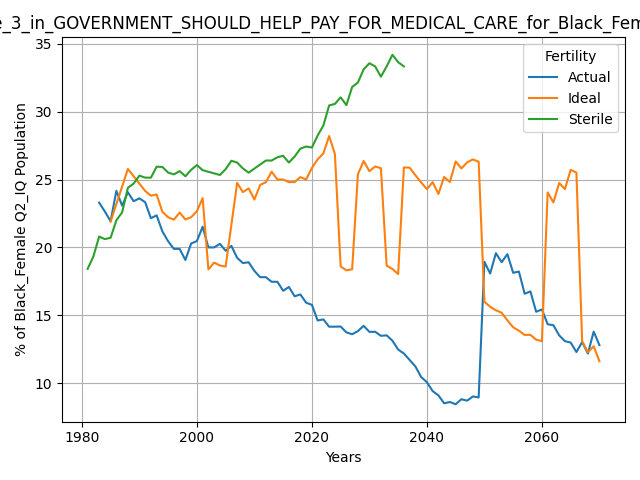 _3_in_GOVERNMENT_SHOULD_HELP_PAY_FOR_MEDICAL_CARE_for_Black_Fem
Fertility
Actual
Ideal
Sterile
% of Black_Female Q2_IQ Population
35
30
25
20
15
10
1980
2000
2020
2040
2060
Years